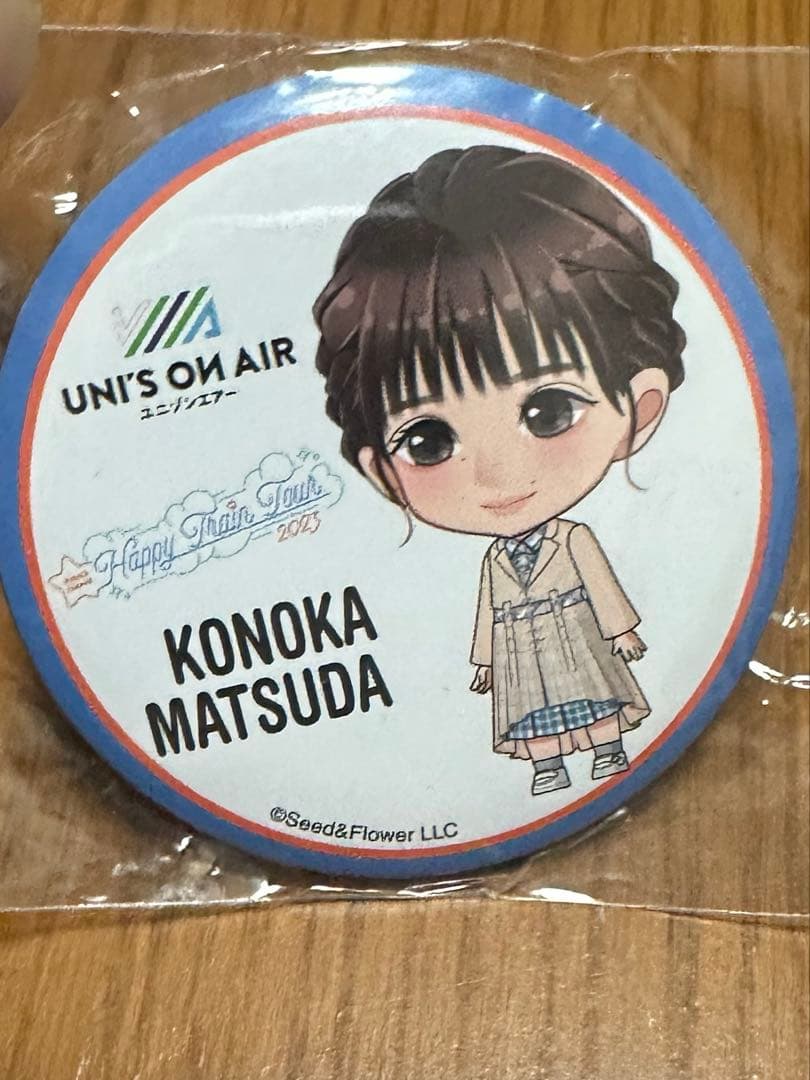 UNI'S ON AIR
ユニゾンエアー
Happy Train Tour
2023
KONOKA
MATSUDA
©Seed&Flower LLC